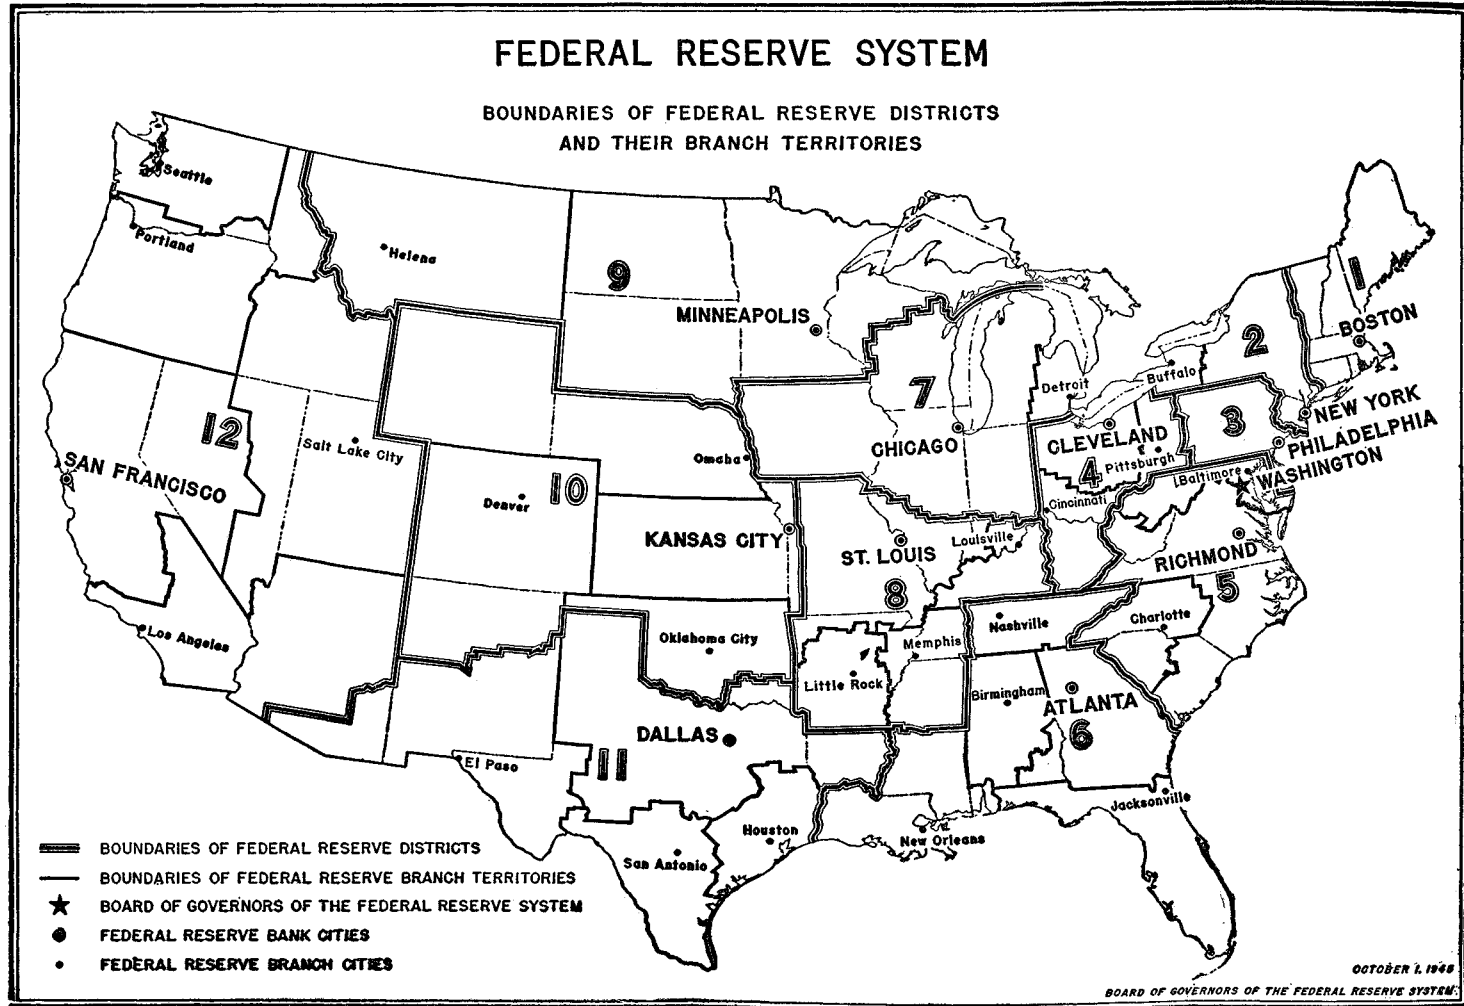 FEDERAL RESERVE SYSTEM
BOUNDARIES OF FEDERAL RESERVE DISTRICTS
AND THEIR BRANCH TERRITORIES
Seattle
Portland
Helena
9
MINNEAPOLIS
1
BOSTON
2
Buffalo
NEW YORK
3
PHILADELPHIA
WASHINGTON
Detroit
7
CHICAGO
CLEVELAND
4
Pittsburgh
Baltimore
Cincinnati
12
Salt Lake City
SAN FRANCISCO
Omaha
10
Denver
KANSAS CITY
ST. LOUIS
8
Louisville
RICHMOND
5
Los Angeles
Oklahoma City
Memphis
Nashville
Charlotte
Little Rock
Birmingham
ATLANTA
6
DALLAS
11
El Paso
Jacksonville
Houston
New Orleans
San Antonio
BOUNDARIES OF FEDERAL RESERVE DISTRICTS
BOUNDARIES OF FEDERAL RESERVE BRANCH TERRITORIES
BOARD OF GOVERNORS OF THE FEDERAL RESERVE SYSTEM
FEDERAL RESERVE BANK CITIES
FEDERAL RESERVE BRANCH CITIES
OCTOBER 1,
BOARD OF GOVERNORS OF THE FEDERAL RESERVE SYSTEM